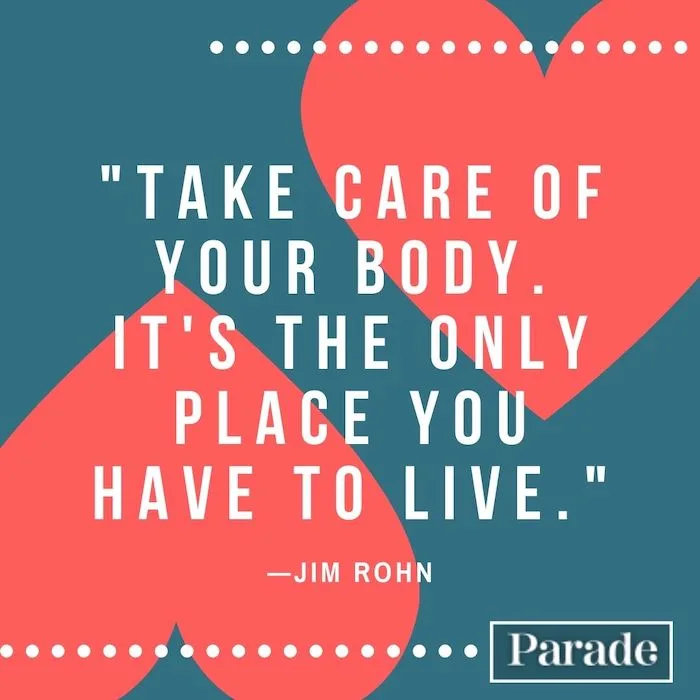 "TAKE CARE OF
YOUR BODY.
IT'S THE ONLY
PLACE YOU
HAVE TO LIVE."
—JIM ROHN
Parade